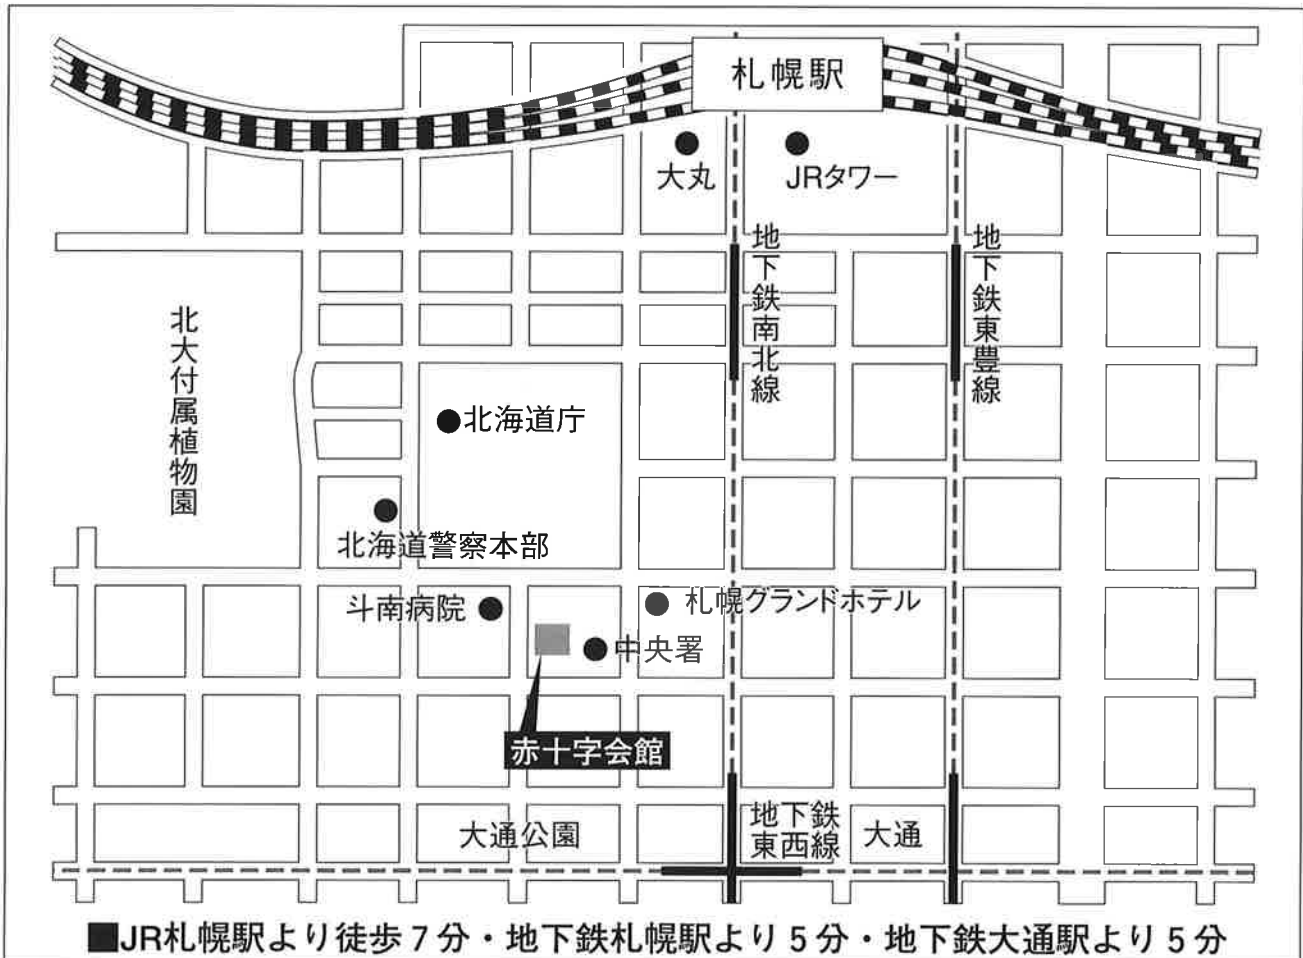 札幌駅
大丸
JRタワー
地下鉄南北線
地下鉄東豊線
北大付属植物園
北海道庁
北海道警察本部
斗南病院
札幌グランドホテル
中央署
赤十字会館
大通公園
地下鉄
東西線
大通
■JR札幌駅より徒歩7分・地下鉄札幌駅より5分・地下鉄大通駅より5分